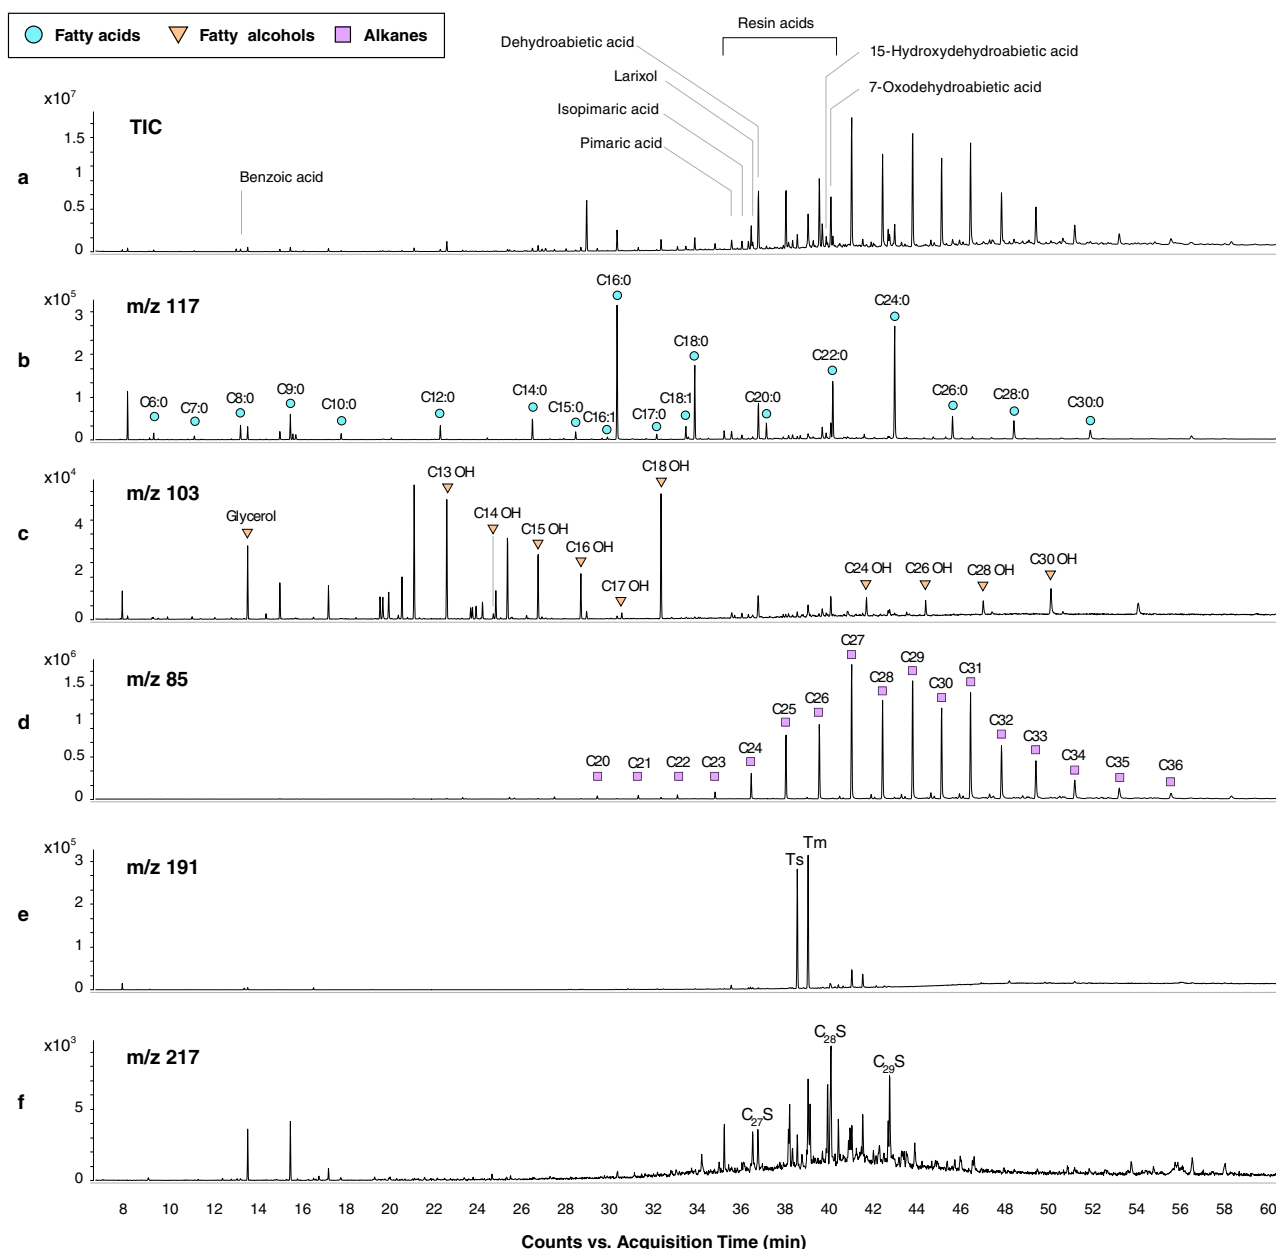 Fatty acids Fatty alcohols Alkanes
Resin acids
Dehydroabietic acid
15-Hydroxydehydroabietic acid
Larixol
7-Oxodehydroabietic acid
Isopimaric acid
Pimaric acid
Benzoic acid
a
x10^7
TIC
1.5
1
0.5
0
b
x10^5
m/z 117
3
2
1
0
C6:0 C7:0 C8:0 C9:0 C10:0 C12:0 C14:0 C15:0 C16:1 C16:0 C17:0 C18:1 C18:0 C20:0 C22:0 C24:0 C26:0 C28:0 C30:0
c
x10^4
m/z 103
4
2
0
Glycerol C13 OH C14 OH C15 OH C16 OH C17 OH C18 OH C24 OH C26 OH C28 OH C30 OH
d
x10^6
m/z 85
1.5
1
0.5
0
C20 C21 C22 C23 C24 C25 C26 C27 C28 C29 C30 C31 C32 C33 C34 C35 C36
e
x10^5
m/z 191
3
2
1
0
Ts Tm
f
x10^3
m/z 217
5
0
C27S C28S C29S
8 10 12 14 16 18 20 22 24 26 28 30 32 34 36 38 40 42 44 46 48 50 52 54 56 58 60
Counts vs. Acquisition Time (min)